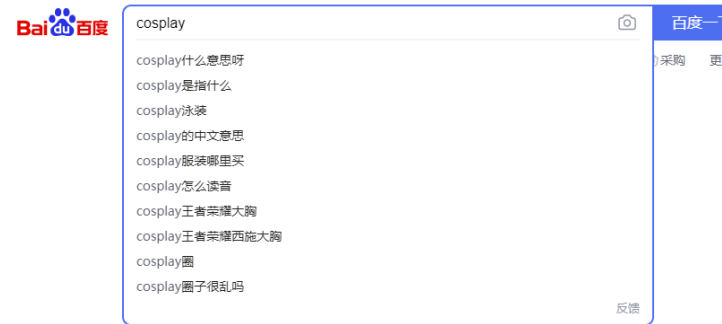 Bai du 百度
cosplay
百度一
cosplay什么意思呀
采购 更
cosplay是指什么
cosplay泳装
cosplay的中文意思
cosplay服装哪里买
cosplay怎么读音
cosplay王者荣耀大胸
cosplay王者荣耀西施大胸
cosplay圈
cosplay圈子很乱吗
反馈